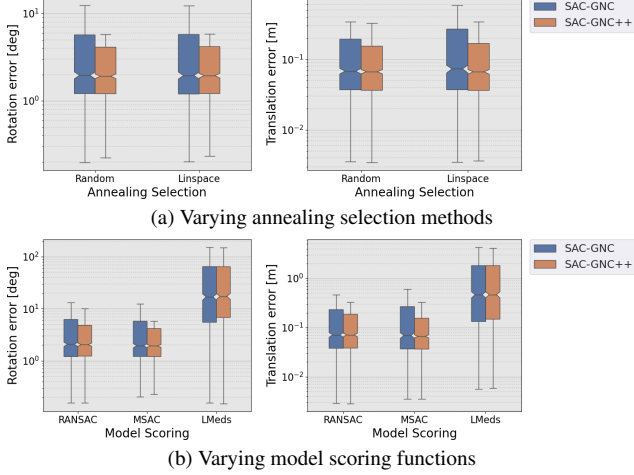 Rotation error [deg]
10¹
10⁰
Random
Linspace
Annealing Selection
Translation error [m]
10⁻¹
10⁻²
Random
Linspace
Annealing Selection
SAC-GNC
SAC-GNC++
(a) Varying annealing selection methods
Rotation error [deg]
10²
10¹
10⁰
RANSAC
MSAC
LMeds
Model Scoring
Translation error [m]
10⁰
10⁻¹
10⁻²
RANSAC
MSAC
LMeds
Model Scoring
SAC-GNC
SAC-GNC++
(b) Varying model scoring functions